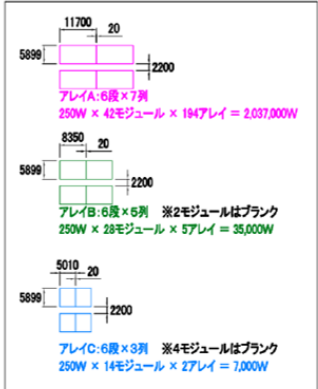 11700
20
5899
2200
アレイA:6段×7列
250W × 42モジュール × 194アレイ = 2,037,000W
8350
20
5899
2200
アレイB:6段×5列 ※2モジュールはブランク
250W × 28モジュール × 5アレイ = 35,000W
5010
20
5899
2200
アレイC:6段×3列 ※4モジュールはブランク
250W × 14モジュール × 2アレイ = 7,000W